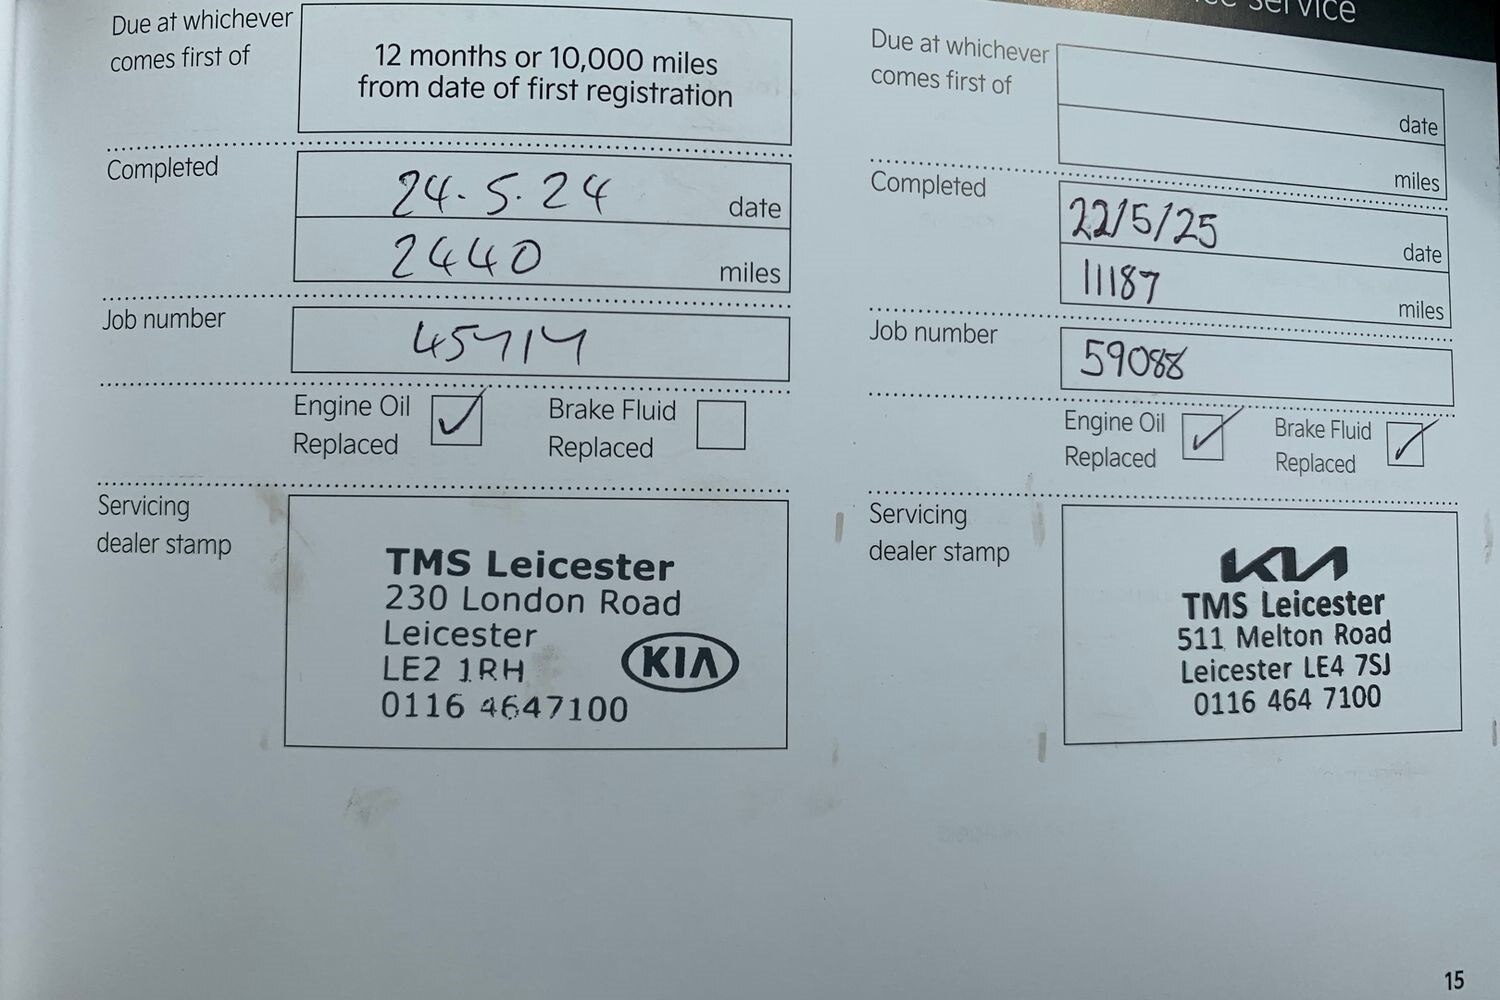 Due at whichever
comes first of
12 months or 10,000 miles
from date of first registration
Completed
24.5.24
date
2440
miles
Job number
Engine Oil
Replaced
Brake Fluid
Replaced
Servicing
dealer stamp
TMS Leicester
230 London Road
Leicester
LE2 1RH
0116 4647100
KIA
service
Due at whichever
comes first of
date
miles
Completed
22/5/25
date
11187
miles
Job number
59088
Engine Oil
Replaced
Brake Fluid
Replaced
Servicing
dealer stamp
KIA
TMS Leicester
511 Melton Road
Leicester LE4 7SJ
0116 464 7100
15